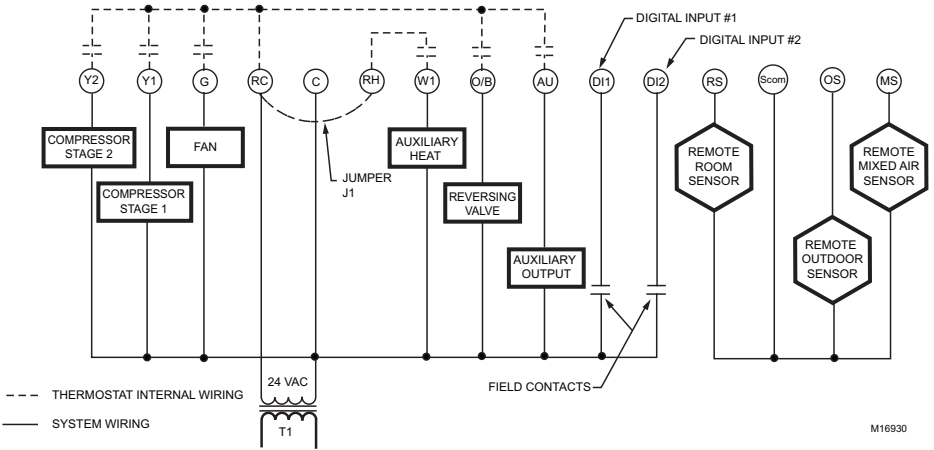 DIGITAL INPUT #1
DIGITAL INPUT #2
Y2
Y1
G
RC
C
RH
W1
O/B
AU
DI1
DI2
RS
Scom
OS
MS
COMPRESSOR
STAGE 2
FAN
AUXILIARY
HEAT
REMOTE
ROOM
SENSOR
REMOTE
MIXED AIR
SENSOR
JUMPER
J1
COMPRESSOR
STAGE 1
REVERSING
VALVE
REMOTE
OUTDOOR
SENSOR
AUXILIARY
OUTPUT
24 VAC
FIELD CONTACTS
THERMOSTAT INTERNAL WIRING
SYSTEM WIRING
T1
M16930